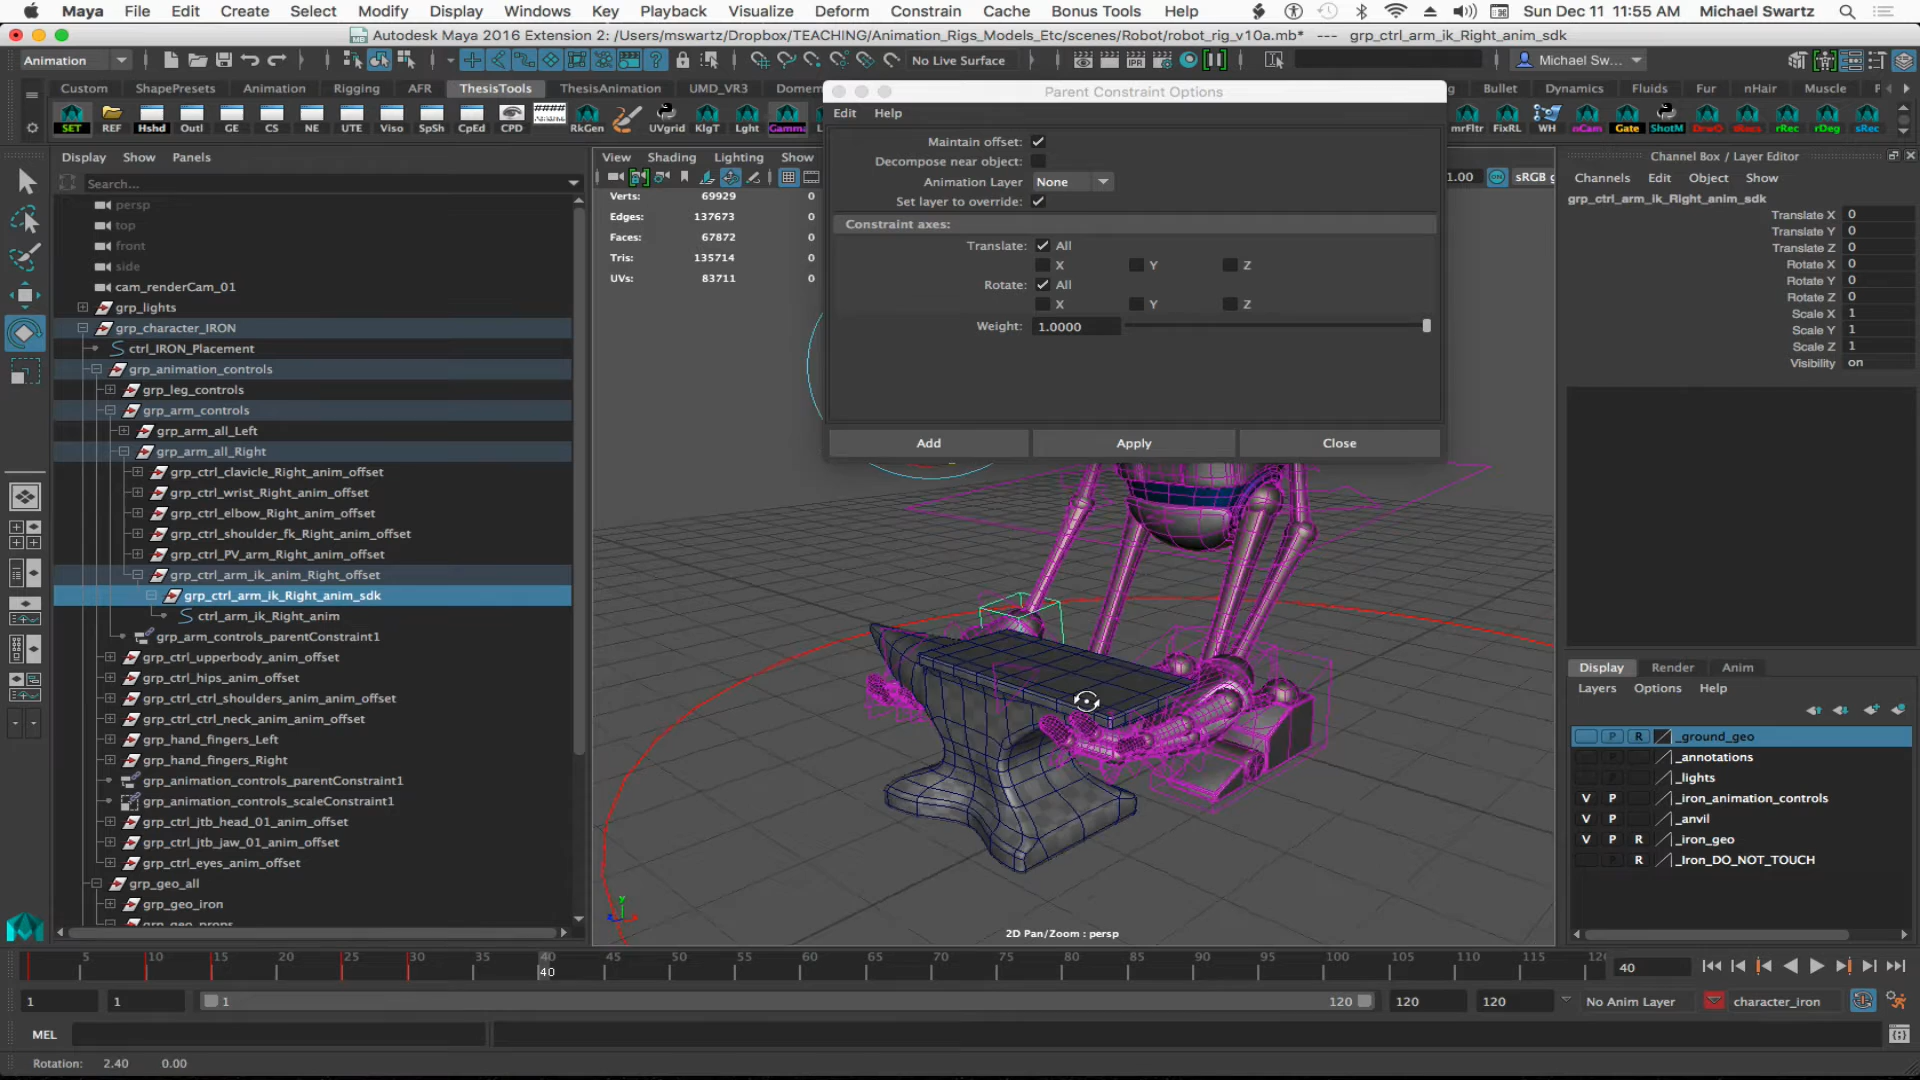 Maya File Edit Create Select Modify Display Windows Key Playback Visualize Deform Constrain Cache Bonus Tools Help Sun Dec 11 11:55 AM Michael Swartz
Autodesk Maya 2016 Extension 2: /Users/mswartz/Dropbox/TEACHING/Animation_Rigs_Models_Etc/scenes/Robot/robot_rig_v10a.mb* --- grp_ctrl_arm_ik_Right_anim_sdk
Animation No Live Surface Michael Sw...
Custom ShapePresets Animation Rigging AFR ThesisTools ThesisAnimation UMD_VR3 Bullet Dynamics Fluids Fur nHair Muscle
SET REF Hshd Outl GE CS NE UTE Viso SpSh CpEd CPD RkGen UVgrid KlgT Lght Gamma mrFltr FixRL WH nCam Gate ShotM rRec rDeg sRec
Parent Constraint Options
Edit Help
Maintain offset:
Decompose near object:
Animation Layer None
Set layer to override:
Constraint axes:
Translate: All
X Y Z
Rotate: All
X Y Z
Weight: 1.0000
Add Apply Close
Display Show Panels
Search...
persp
top
front
side
cam_renderCam_01
grp_lights
grp_character_IRON
ctrl_IRON_Placement
grp_animation_controls
grp_leg_controls
grp_arm_controls
grp_arm_all_Left
grp_arm_all_Right
grp_ctrl_clavicle_Right_anim_offset
grp_ctrl_wrist_Right_anim_offset
grp_ctrl_elbow_Right_anim_offset
grp_ctrl_shoulder_fk_Right_anim_offset
grp_ctrl_PV_arm_Right_anim_offset
grp_ctrl_arm_ik_anim_Right_offset
grp_ctrl_arm_ik_Right_anim_sdk
ctrl_arm_ik_Right_anim
grp_arm_controls_parentConstraint1
grp_ctrl_upperbody_anim_offset
grp_ctrl_hips_anim_offset
grp_ctrl_ctrl_shoulders_anim_anim_offset
grp_ctrl_ctrl_neck_anim_anim_offset
grp_hand_fingers_Left
grp_hand_fingers_Right
grp_animation_controls_parentConstraint1
grp_animation_controls_scaleConstraint1
grp_ctrl_jtb_head_01_anim_offset
grp_ctrl_jtb_jaw_01_anim_offset
grp_ctrl_eyes_anim_offset
grp_geo_all
grp_geo_iron
grp_geo_props
View Shading Lighting Show
1.00 sRGB g
Verts: 69929 0
Edges: 137673 0
Faces: 67872 0
Tris: 135714 0
UVs: 83711 0
2D Pan/Zoom : persp
Channel Box / Layer Editor
Channels Edit Object Show
grp_ctrl_arm_ik_Right_anim_sdk
Translate X 0
Translate Y 0
Translate Z 0
Rotate X 0
Rotate Y 0
Rotate Z 0
Scale X 1
Scale Y 1
Scale Z 1
Visibility on
Display Render Anim
Layers Options Help
P R _ground_geo
_annotations
_lights
V P _iron_animation_controls
V P _anvil
V P R _iron_geo
R _Iron_DO_NOT_TOUCH
5 10 15 20 25 30 35 40 45 50 55 60 65 70 75 80 85 90 95 100 105 110 115 40
40
1 1 1 120 120 120 No Anim Layer character_iron
MEL
Rotation: 2.40 0.00